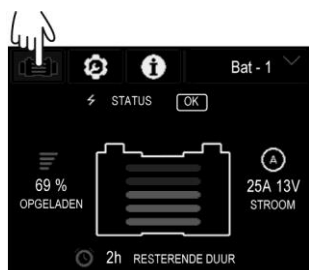 Bat - 1
STATUS OK
69 %
OPGELADEN
A
25A 13V
STROOM
2h RESTERENDE DUUR